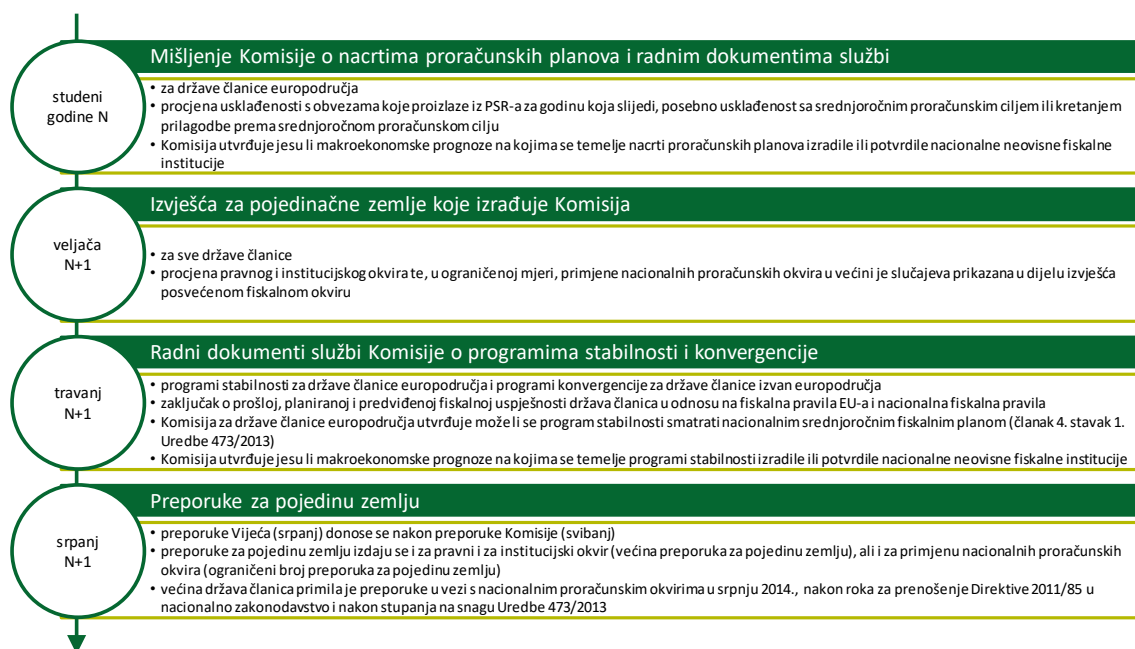 Mišljenje Komisije o nacrtima proračunskih planova i radnim dokumentima službi
studeni
godine N
• za države članice europodručja
• procjena usklađenosti s obvezama koje proizlaze iz PSR-a za godinu koja slijedi, posebno usklađenost sa srednjoročnim proračunskim ciljem ili kretanjem
prilagodbe prema srednjoročnom proračunskom cilju
• Komisija utvrđuje jesu li makroekonomske prognoze na kojima se temelje nacrti proračunskih planova izradile ili potvrdile nacionalne neovisne fiskalne
institucije
Izvješća za pojedinačne zemlje koje izrađuje Komisija
veljača
N+1
• za sve države članice
• procjena pravnog i institucijskog okvira te, u ograničenoj mjeri, primjene nacionalnih proračunskih okvira u većini je slučajeva prikazana u dijelu izvješća
posvećenom fiskalnom okviru
Radni dokumenti službi Komisije o programima stabilnosti i konvergencije
travanj
N+1
• programi stabilnosti za države članice europodručja i programi konvergencije za države članice izvan europodručja
• zaključak o prošloj, planiranoj i predviđenoj fiskalnoj uspješnosti država članica u odnosu na fiskalna pravila EU-a i nacionalna fiskalna pravila
• Komisija za države članice europodručja utvrđuje može li se program stabilnosti smatrati nacionalnim srednjoročnim fiskalnim planom (članak 4. stavak 1.
Uredbe 473/2013)
• Komisija utvrđuje jesu li makroekonomske prognoze na kojima se temelje programi stabilnosti izradile ili potvrdile nacionalne neovisne fiskalne institucije
Preporuke za pojedinu zemlju
srpanj
N+1
• preporuke Vijeća (srpanj) donose se nakon preporuke Komisije (svibanj)
• preporuke za pojedinu zemlju izdaju se i za pravni i za institucijski okvir (većina preporuka za pojedinu zemlju), ali i za primjenu nacionalnih proračunskih
okvira (ograničeni broj preporuka za pojedinu zemlju)
• većina država članica primila je preporuke u vezi s nacionalnim proračunskim okvirima u srpnju 2014., nakon roka za prenošenje Direktive 2011/85 u
nacionalno zakonodavstvo i nakon stupanja na snagu Uredbe 473/2013